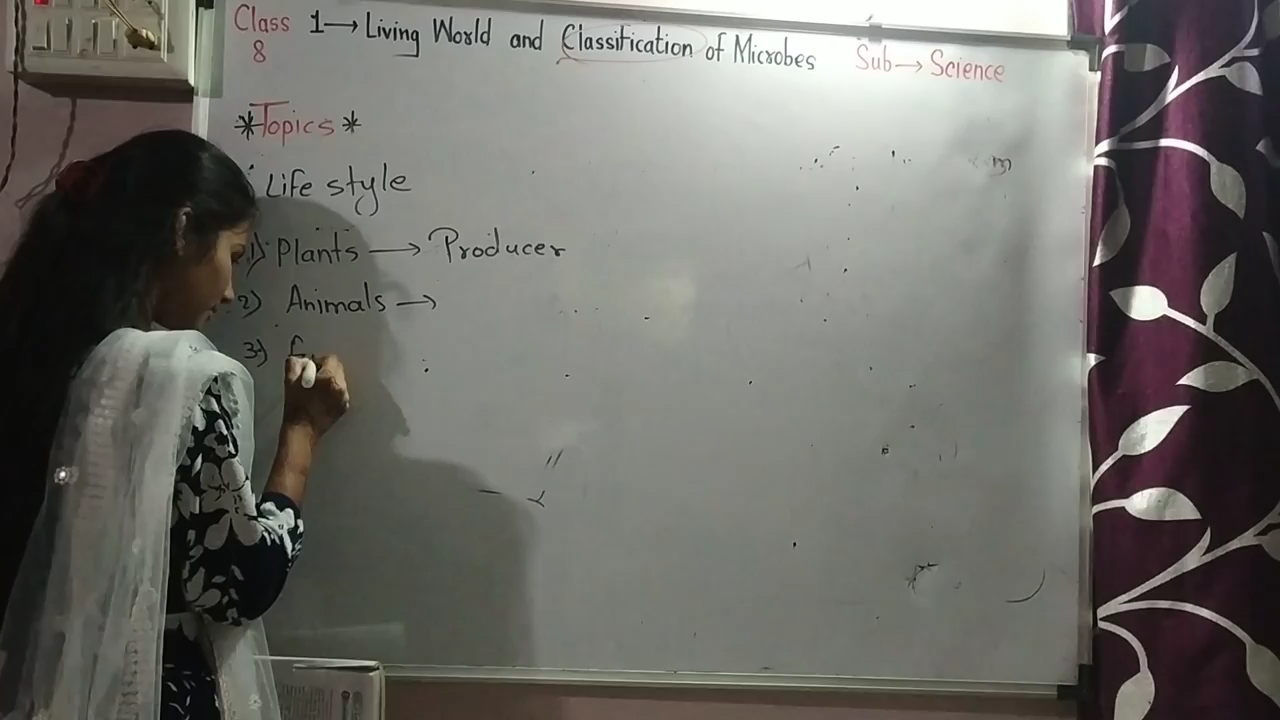 Class 1→ Living World and Classification of Microbes Sub → Science
8
*Topics*
Life style
1) Plants → Producer
2) Animals →
3)